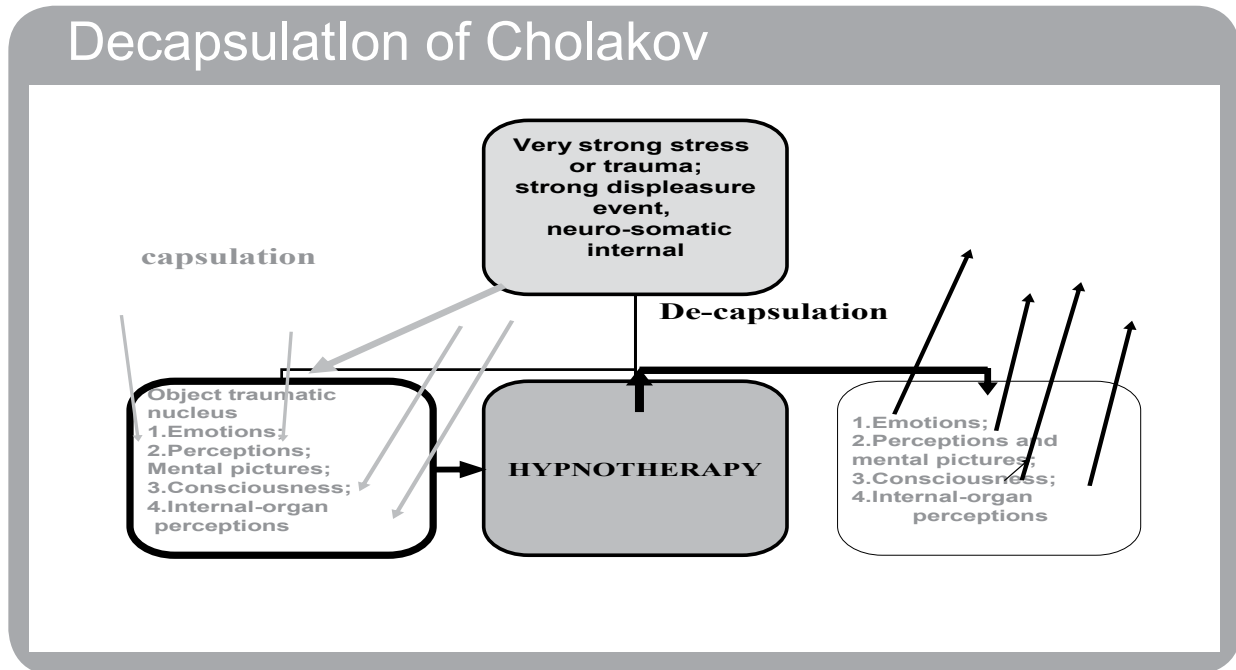 Decapsulation of Cholakov
Very strong stress
or trauma;
strong displeasure
event,
neuro-somatic
internal
capsulation
De-capsulation
Object traumatic
nucleus
1.Emotions;
2.Perceptions;
Mental pictures;
3.Consciousness;
4.Internal-organ
perceptions
HYPNOTHERAPY
1.Emotions;
2.Perceptions and
mental pictures;
3.Consciousness;
4.Internal-organ
perceptions